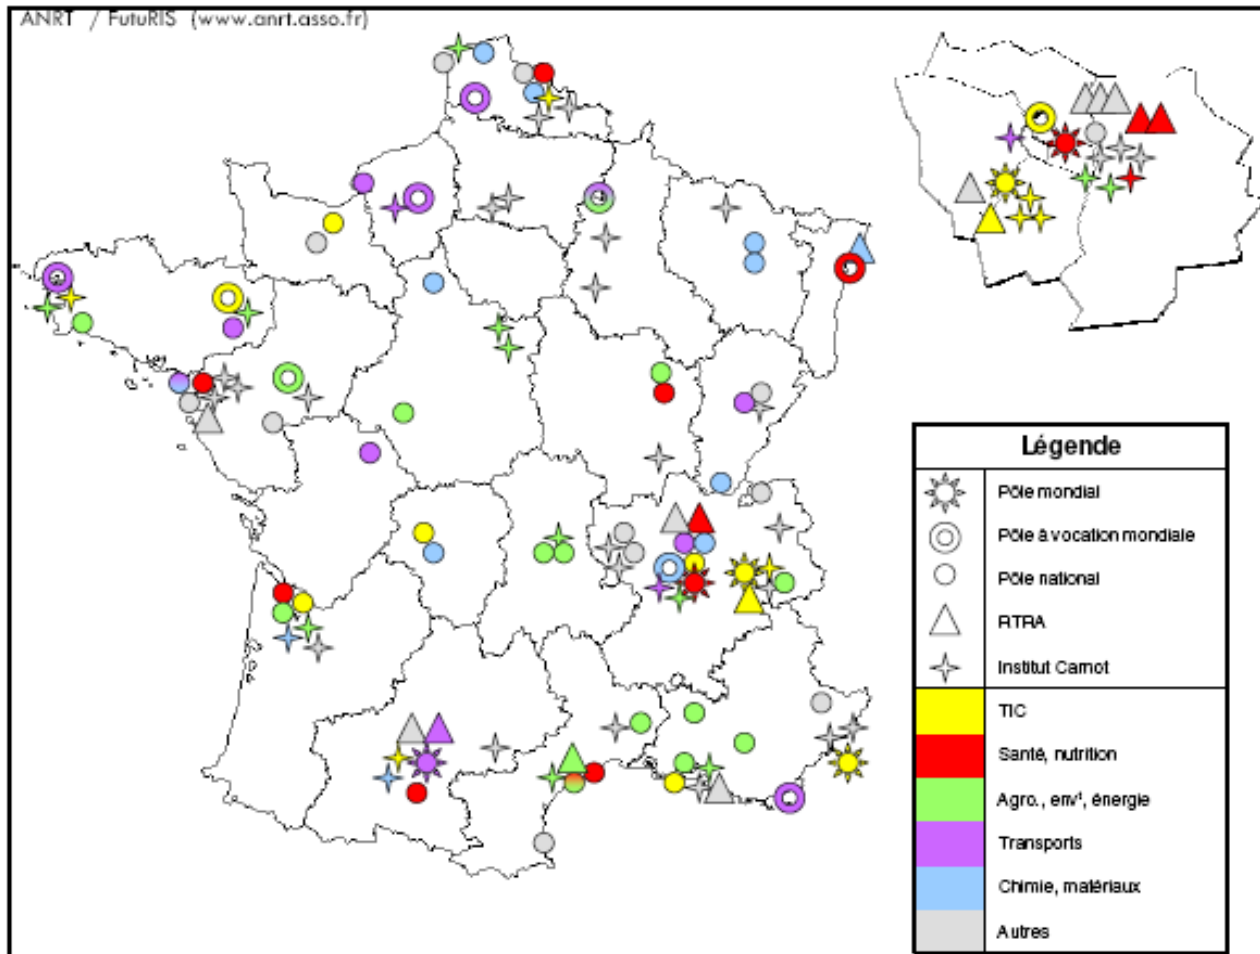 ANRT / FutuRIS (www.anrt.asso.fr)
Légende
Pôle mondial
Pôle à vocation mondiale
Pôle national
RTRA
Institut Carnot
TIC
Santé, nutrition
Agro., envᵗ, énergie
Transports
Chimie, matériaux
Autres